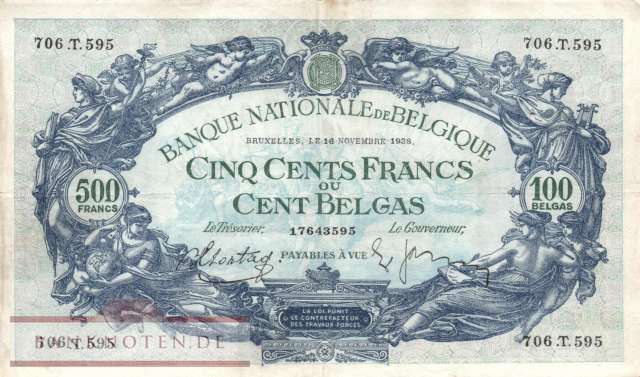 706.T.595 706.T.595
BANQUE NATIONALE DE BELGIQUE
BRUXELLES, LE 16 NOVEMBRE 1938.
CINQ CENTS FRANCS
OU
CENT BELGAS
500 FRANCS
100 BELGAS
Le Trésorier, 17643595 Le Gouverneur,
PAYABLES À VUE
LA LOI PUNIT
LE CONTREFACTEUR
DES TRAVAUX FORCÉS.
706.T.595 706.T.595